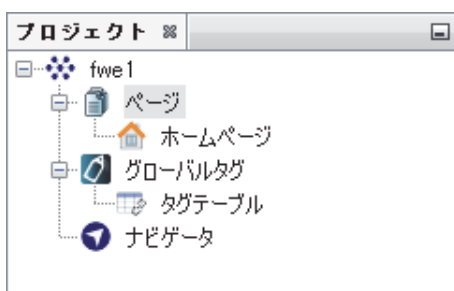 プロジェクト
fwe1
ページ
ホームページ
グローバルタグ
タグテーブル
ナビゲータ